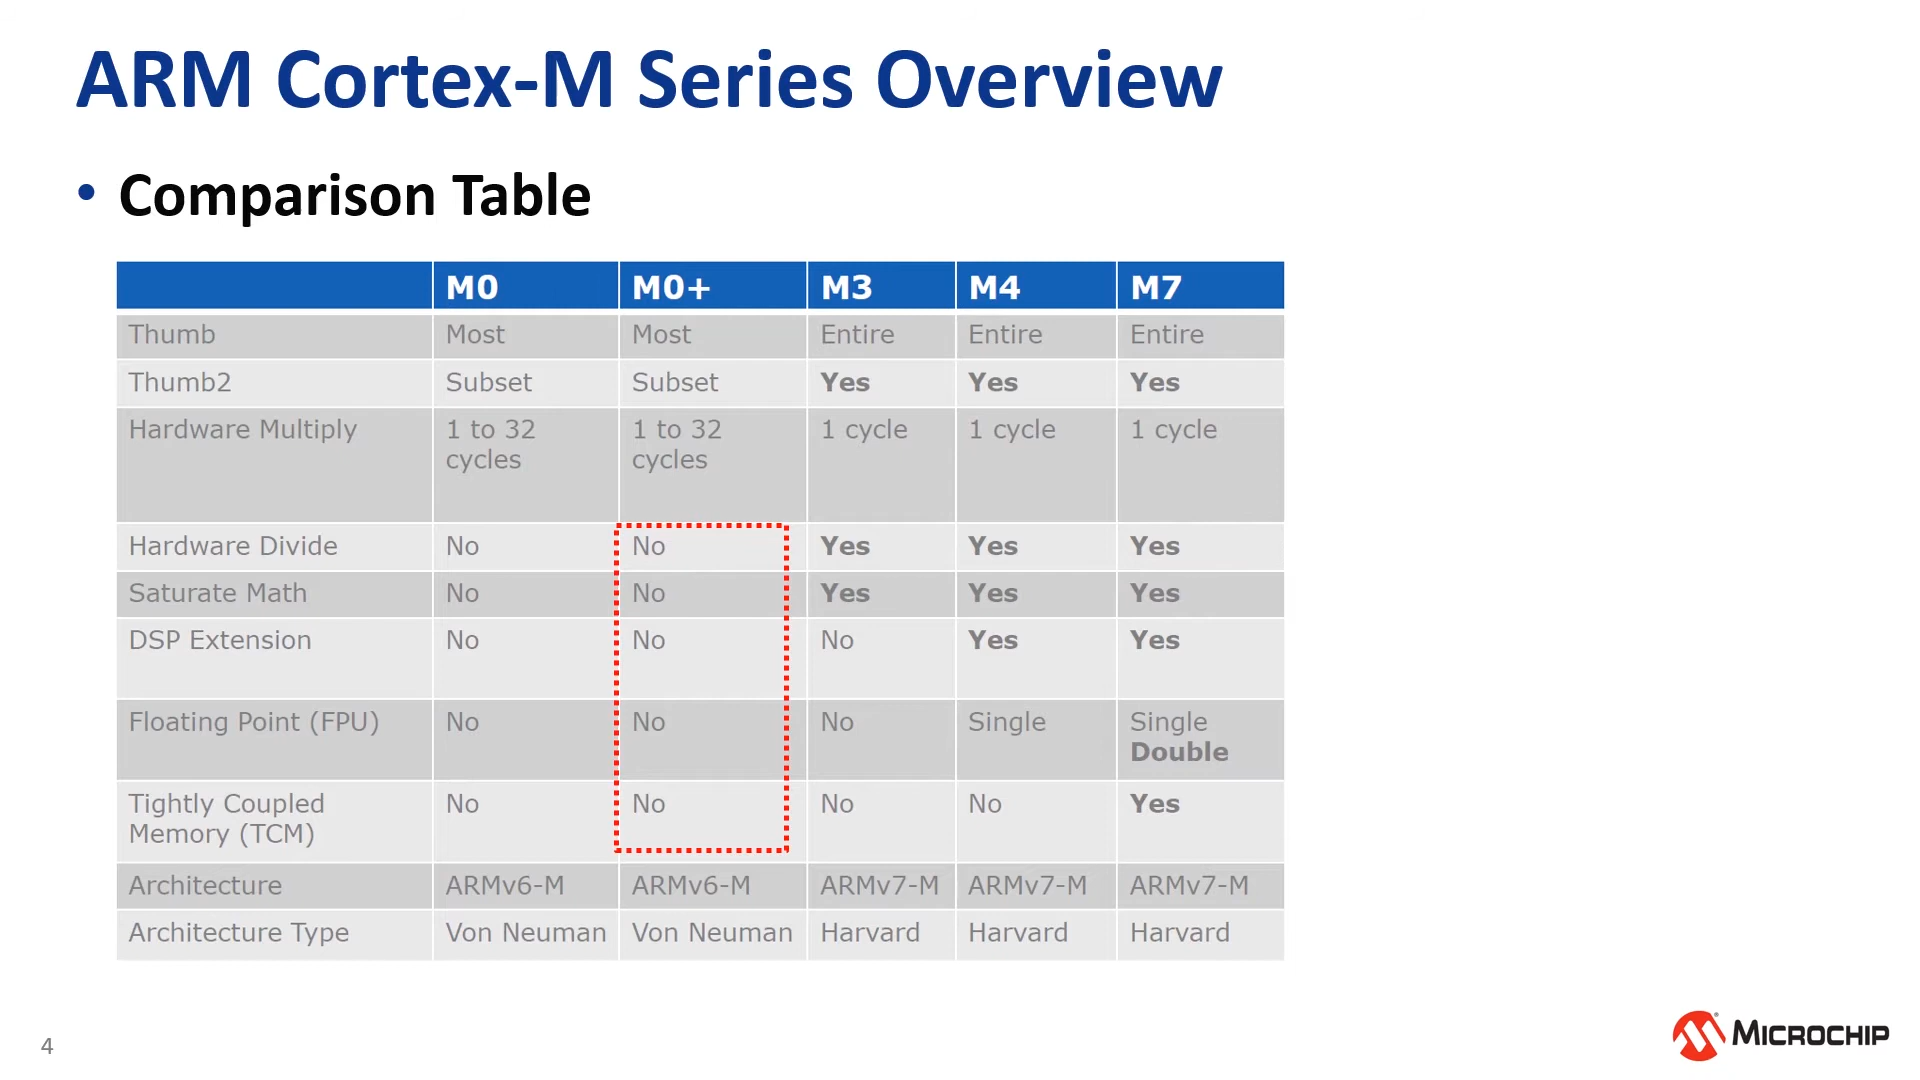 ARM Cortex-M Series Overview
• Comparison Table
M0 M0+ M3 M4 M7
Thumb Most Most Entire Entire Entire
Thumb2 Subset Subset Yes Yes Yes
Hardware Multiply 1 to 32 cycles 1 to 32 cycles 1 cycle 1 cycle 1 cycle
Hardware Divide No No Yes Yes Yes
Saturate Math No No Yes Yes Yes
DSP Extension No No No Yes Yes
Floating Point (FPU) No No No Single Single Double
Tightly Coupled Memory (TCM) No No No No Yes
Architecture ARMv6-M ARMv6-M ARMv7-M ARMv7-M ARMv7-M
Architecture Type Von Neuman Von Neuman Harvard Harvard Harvard
4
MICROCHIP